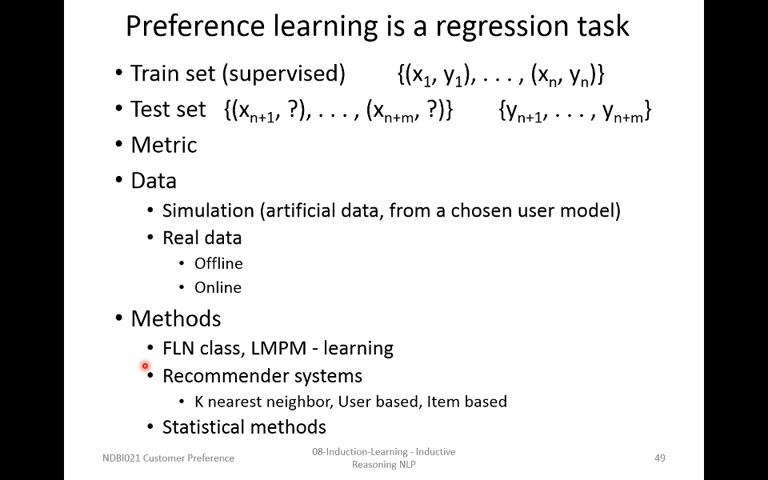 Preference learning is a regression task
• Train set (supervised) {(x1, y1), . . . , (xn, yn)}
• Test set {(xn+1, ?), . . . , (xn+m, ?)} {yn+1, . . . , yn+m}
• Metric
• Data
• Simulation (artificial data, from a chosen user model)
• Real data
• Offline
• Online
• Methods
• FLN class, LMPM - learning
• Recommender systems
• K nearest neighbor, User based, Item based
• Statistical methods
NDBI021 Customer Preference
08-Induction-Learning - Inductive
Reasoning NLP
49